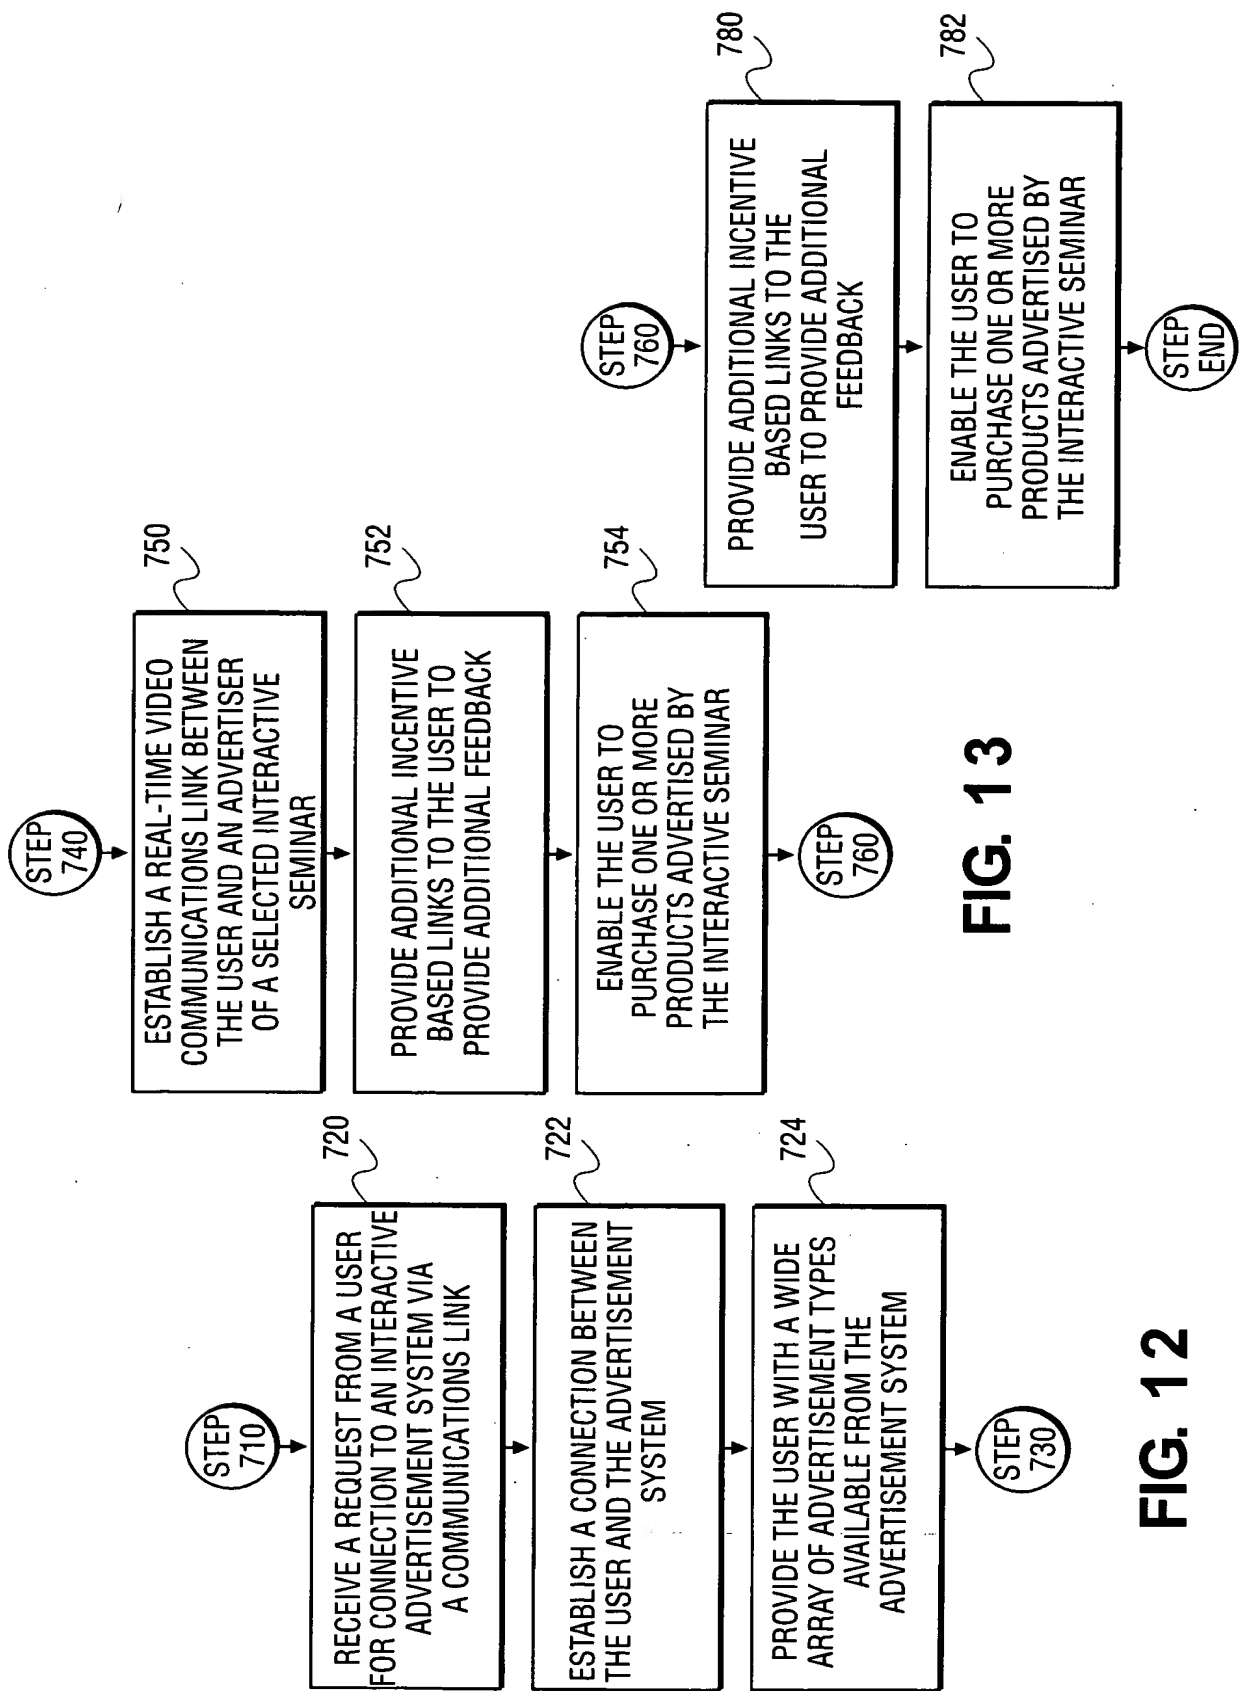 STEP
710
720
RECEIVE A REQUEST FROM A USER
FOR CONNECTION TO AN INTERACTIVE
ADVERTISEMENT SYSTEM VIA
A COMMUNICATIONS LINK
722
ESTABLISH A CONNECTION BETWEEN
THE USER AND THE ADVERTISEMENT
SYSTEM
724
PROVIDE THE USER WITH A WIDE
ARRAY OF ADVERTISEMENT TYPES
AVAILABLE FROM THE
ADVERTISEMENT SYSTEM
STEP
730
FIG. 12
STEP
740
750
ESTABLISH A REAL-TIME VIDEO
COMMUNICATIONS LINK BETWEEN
THE USER AND AN ADVERTISER
OF A SELECTED INTERACTIVE
SEMINAR
752
PROVIDE ADDITIONAL INCENTIVE
BASED LINKS TO THE USER TO
PROVIDE ADDITIONAL FEEDBACK
754
ENABLE THE USER TO
PURCHASE ONE OR MORE
PRODUCTS ADVERTISED BY
THE INTERACTIVE SEMINAR
STEP
760
FIG. 13
STEP
760
780
PROVIDE ADDITIONAL INCENTIVE
BASED LINKS TO THE
USER TO PROVIDE ADDITIONAL
FEEDBACK
782
ENABLE THE USER TO
PURCHASE ONE OR MORE
PRODUCTS ADVERTISED BY
THE INTERACTIVE SEMINAR
STEP
END